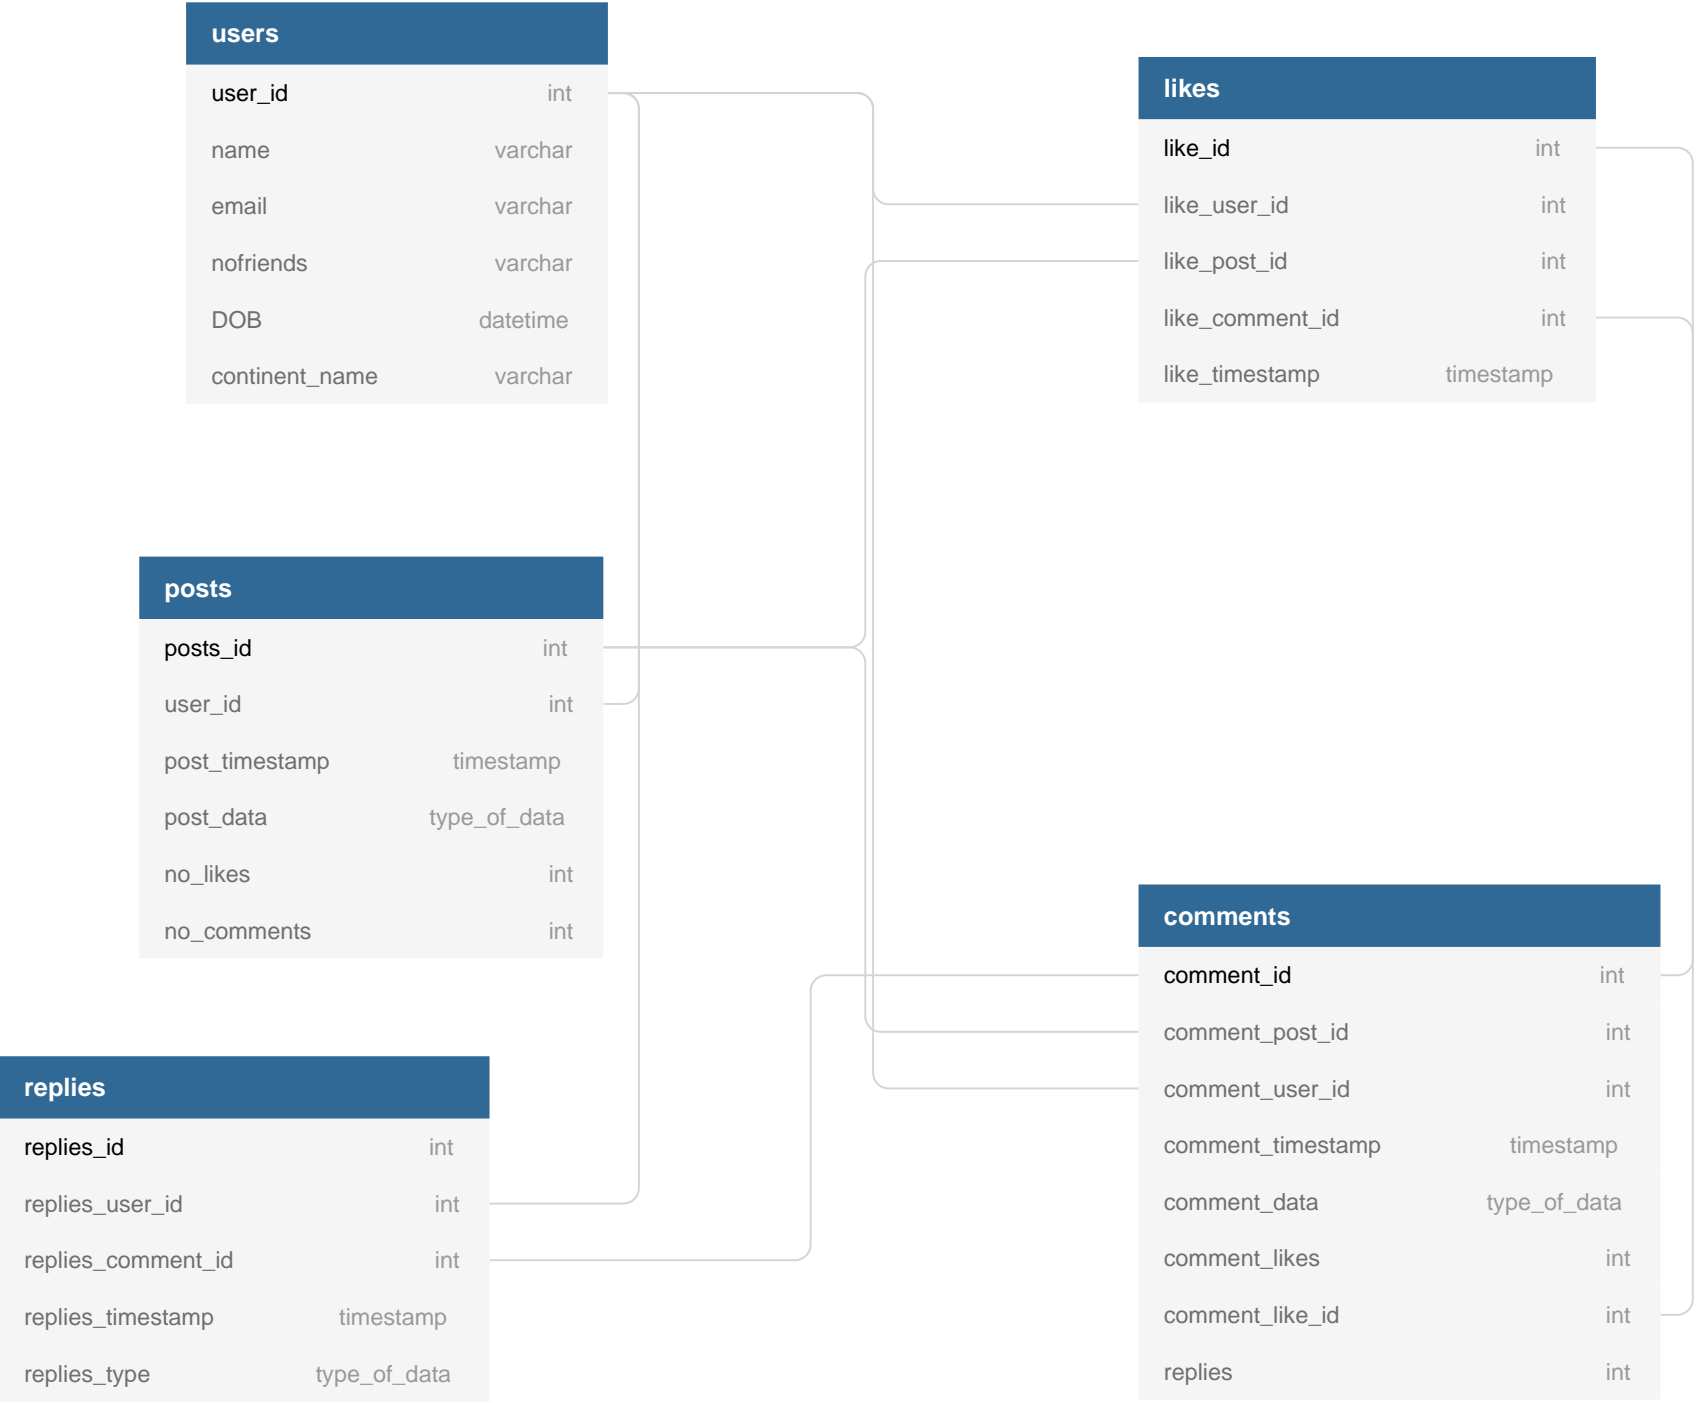 users
user_id int
name varchar
email varchar
nofriends varchar
DOB datetime
continent_name varchar
likes
like_id int
like_user_id int
like_post_id int
like_comment_id int
like_timestamp timestamp
posts
posts_id int
user_id int
post_timestamp timestamp
post_data type_of_data
no_likes int
no_comments int
comments
comment_id int
comment_post_id int
comment_user_id int
comment_timestamp timestamp
comment_data type_of_data
comment_likes int
comment_like_id int
replies int
replies
replies_id int
replies_user_id int
replies_comment_id int
replies_timestamp timestamp
replies_type type_of_data